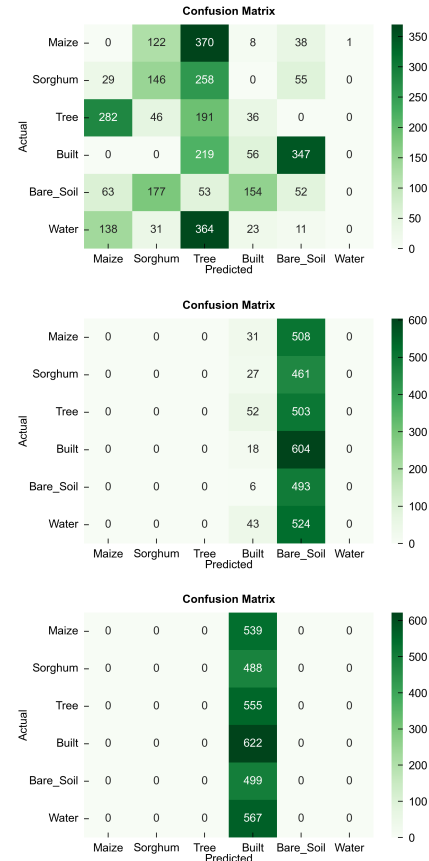 Confusion Matrix
Maize 0 122 370 8 38 1
Sorghum 29 146 258 0 55 0
Tree 282 46 191 36 0 0
Built 0 0 219 56 347 0
Bare_Soil 63 177 53 154 52 0
Water 138 31 364 23 11 0
Maize Sorghum Tree Built Bare_Soil Water
Predicted
Actual
350
300
250
200
150
100
50
0
Confusion Matrix
Maize 0 0 0 31 508 0
Sorghum 0 0 0 27 461 0
Tree 0 0 0 52 503 0
Built 0 0 0 18 604 0
Bare_Soil 0 0 0 6 493 0
Water 0 0 0 43 524 0
Maize Sorghum Tree Built Bare_Soil Water
Predicted
Actual
600
500
400
300
200
100
0
Confusion Matrix
Maize 0 0 0 539 0 0
Sorghum 0 0 0 488 0 0
Tree 0 0 0 555 0 0
Built 0 0 0 622 0 0
Bare_Soil 0 0 0 499 0 0
Water 0 0 0 567 0 0
Maize Sorghum Tree Built Bare_Soil Water
Predicted
Actual
600
500
400
300
200
100
0